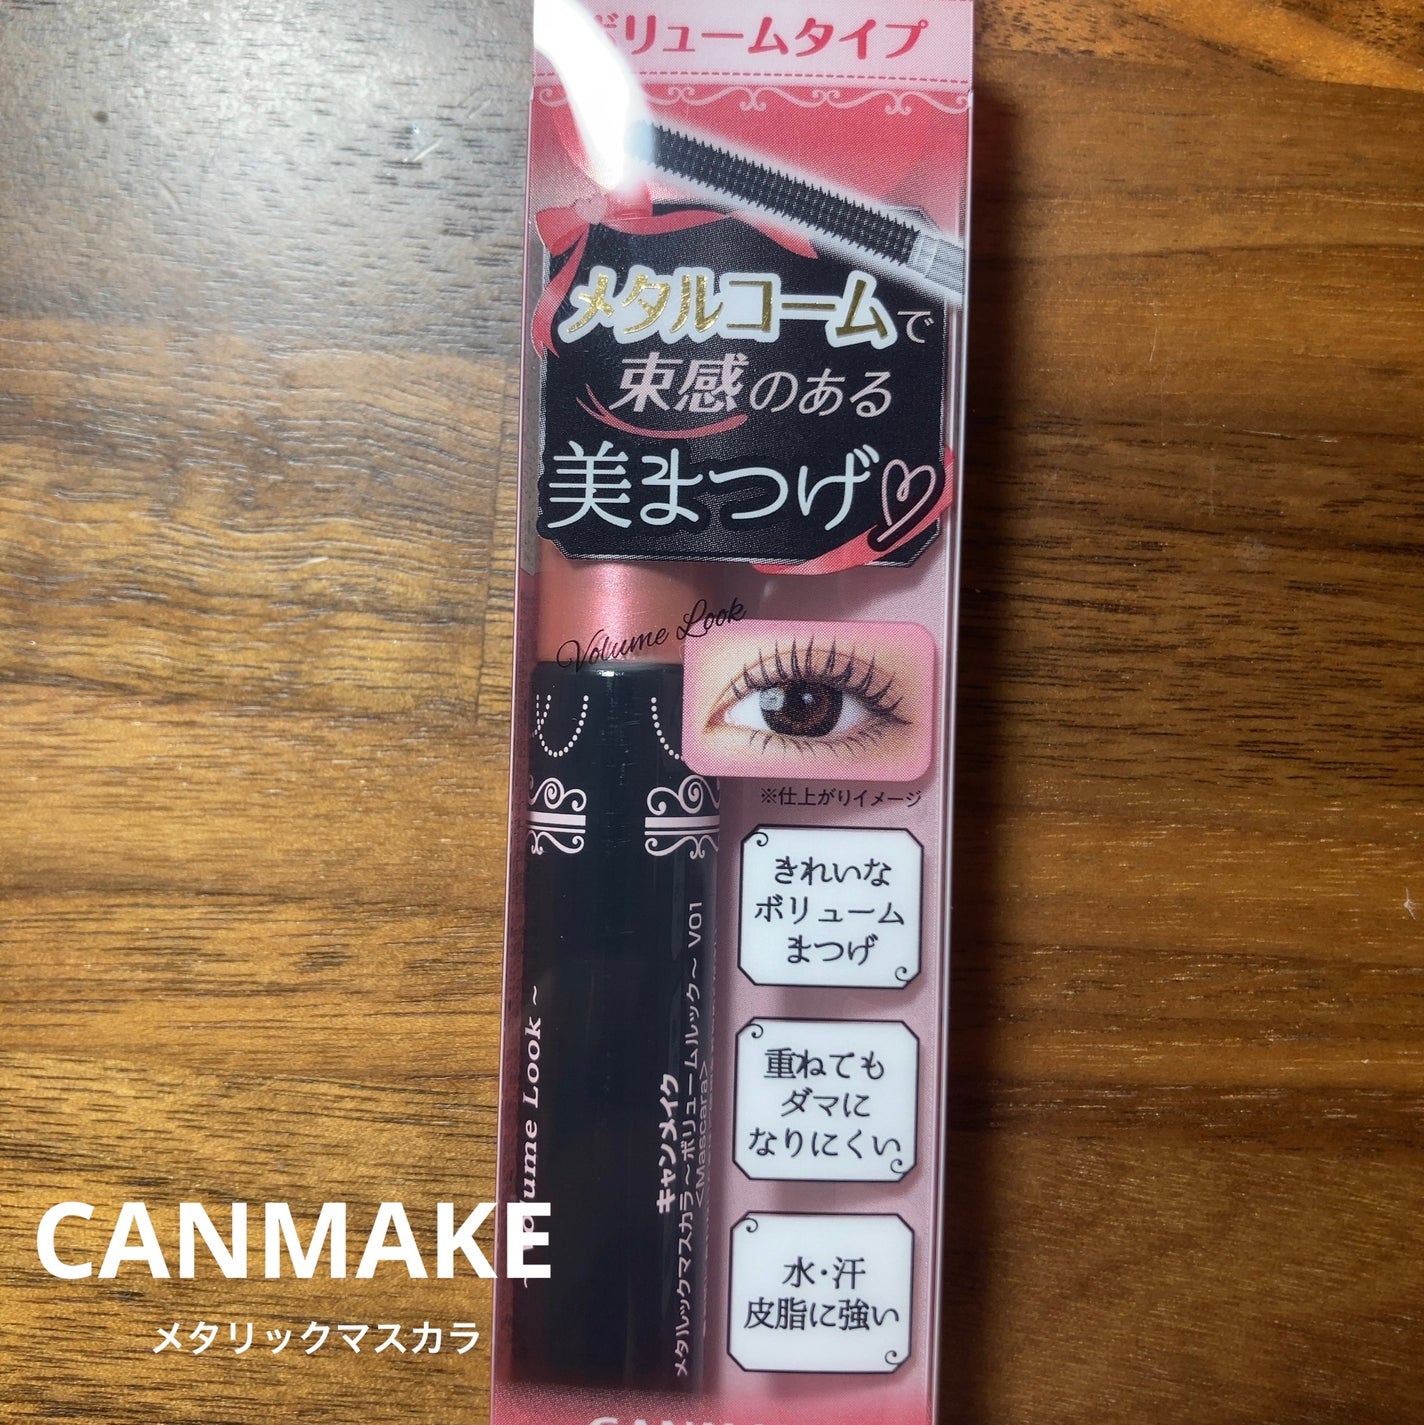 ボリュームタイプ
メタルコームで
束感のある
美まつげ
Volume Look
※仕上がりイメージ
きれいな
ボリューム
まつげ
重ねても
ダマに
なりにくい
水・汗
皮脂に強い
キャンメイク
メタルックマスカラ～ボリュームルック～ V01
<Mascara>
Volume Look ~
CANMAKE
メタリックマスカラ